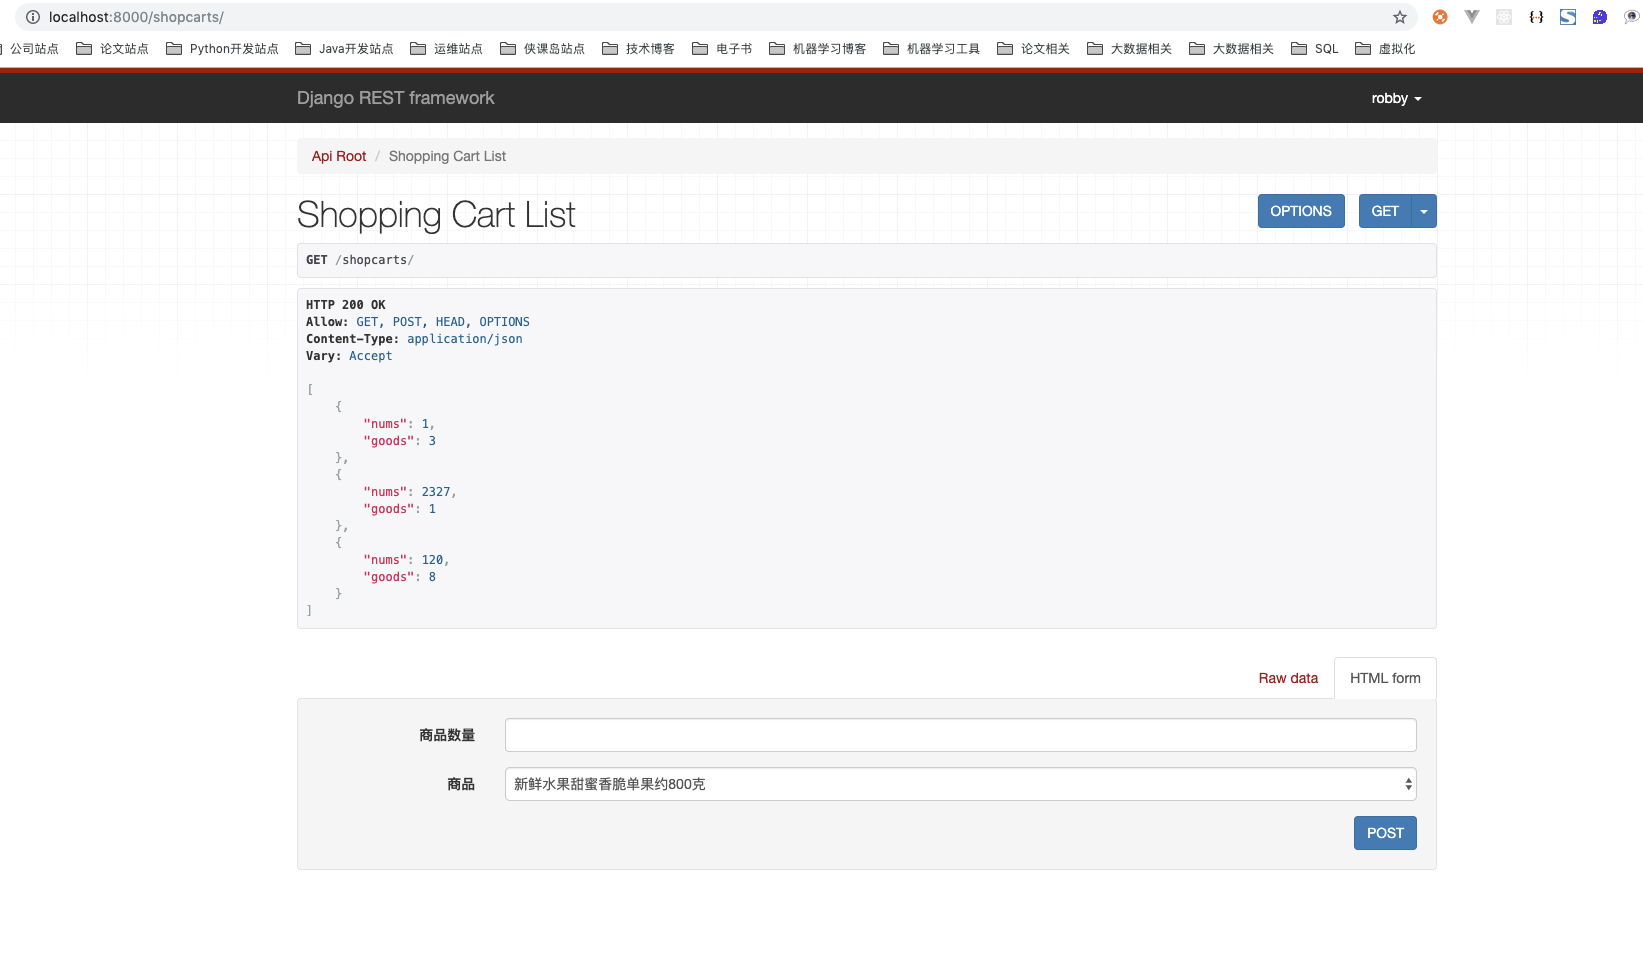 localhost:8000/shopcarts/
公司站点 论文站点 Python开发站点 Java开发站点 运维站点 侠课岛站点 技术博客 电子书 机器学习博客 机器学习工具 论文相关 大数据相关 大数据相关 SQL 虚拟化
Django REST framework robby
Api Root / Shopping Cart List
Shopping Cart List OPTIONS GET
GET /shopcarts/
HTTP 200 OK
Allow: GET, POST, HEAD, OPTIONS
Content-Type: application/json
Vary: Accept
[
    {
        "nums": 1,
        "goods": 3
    },
    {
        "nums": 2327,
        "goods": 1
    },
    {
        "nums": 120,
        "goods": 8
    }
]
Raw data HTML form
商品数量
商品 新鲜水果甜蜜香脆单果约800克
POST